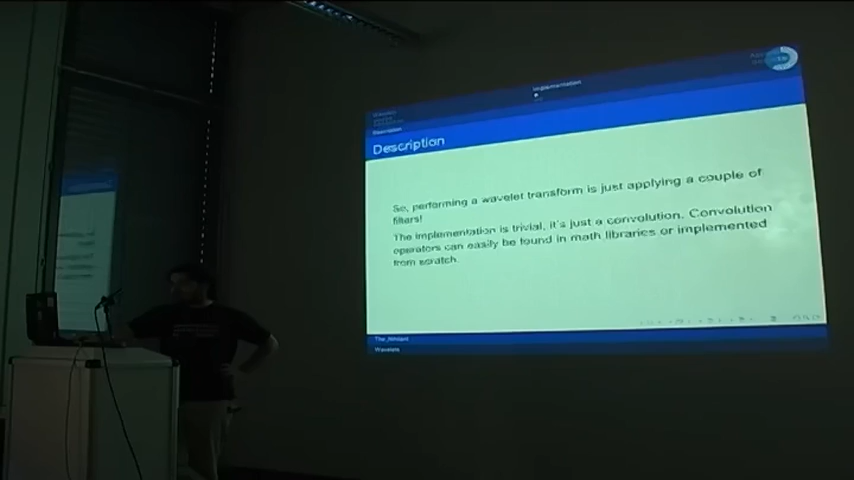 Implementation
Description
Description
So, performing a wavelet transform is just applying a couple of
filters!
The implementation is trivial, it's just a convolution. Convolution
operators can easily be found in math libraries or implemented
from scratch.
Wavelets